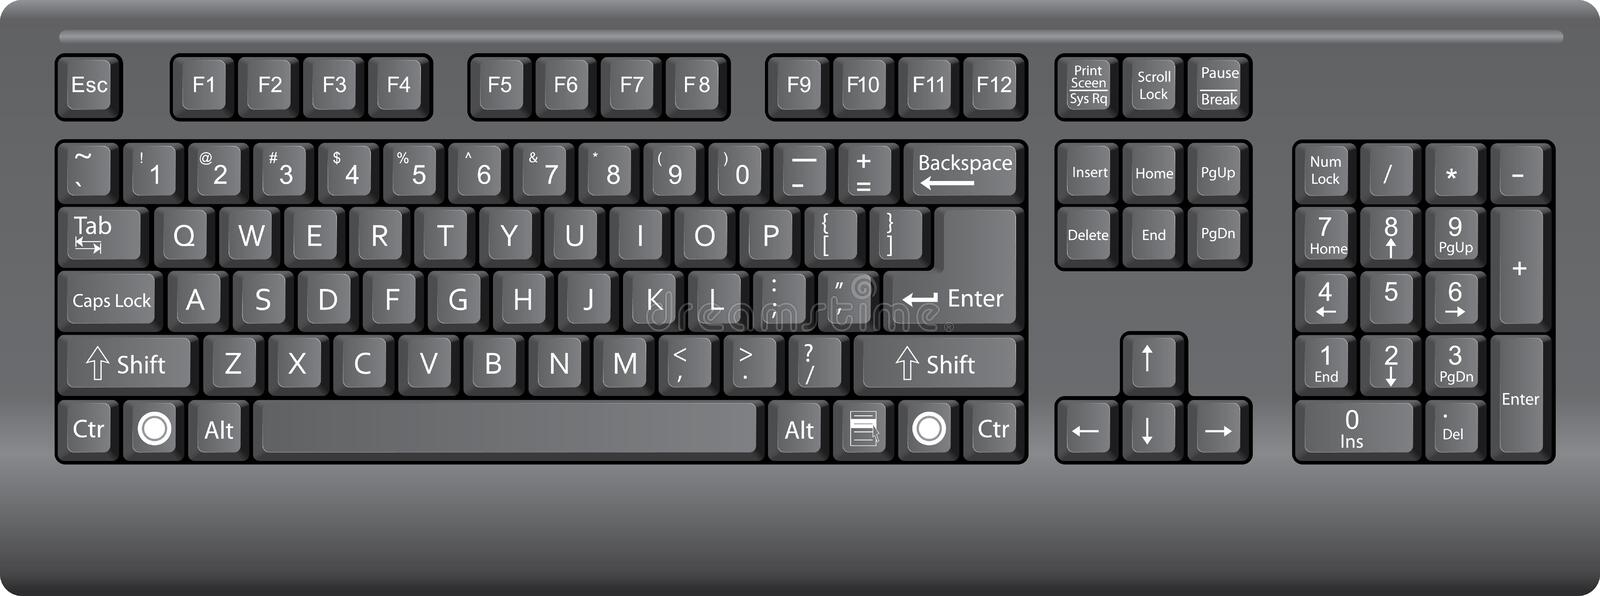 Esc F1 F2 F3 F4 F5 F6 F7 F8 F9 F10 F11 F12 Print Scroll Pause
Sceen Lock
Sys Rq Break
~ ! @ # $ % ^ & * ( ) — + Backspace
` 1 2 3 4 5 6 7 8 9 0 - =
Insert Home PgUp
Num / * -
Lock
Tab Q W E R T Y U I O P { }
[ ]
Delete End PgDn
7 8 9
Home ↑ PgUp
+
Caps Lock A S D F G H J K L : " ← Enter
; ,
4 5 6
← →
⇧ Shift Z X C V B N M < > ? ⇧ Shift
, . /
↑
1 2 3
End ↓ PgDn
Enter
Ctr Alt Alt Ctr
← ↓ →
0 .
Ins Del
dreamstime